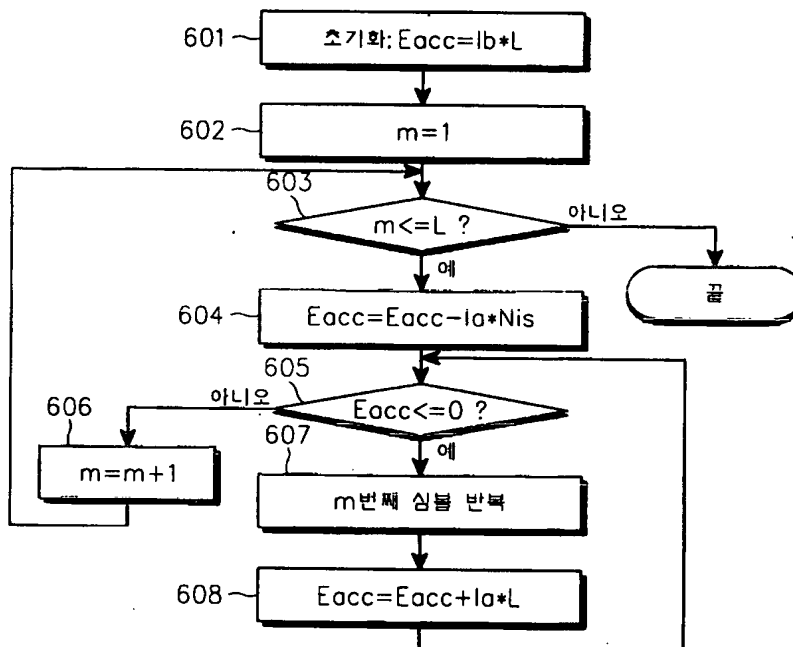 601
초기화: Eacc=Ib*L
602
m=1
603
m<=L ?
아니오
예
끝
604
Eacc=Eacc-Ia*Nis
605
아니오
Eacc<=0 ?
606
예
607
m=m+1
m번째 심볼 반복
608
Eacc=Eacc+Ia*L